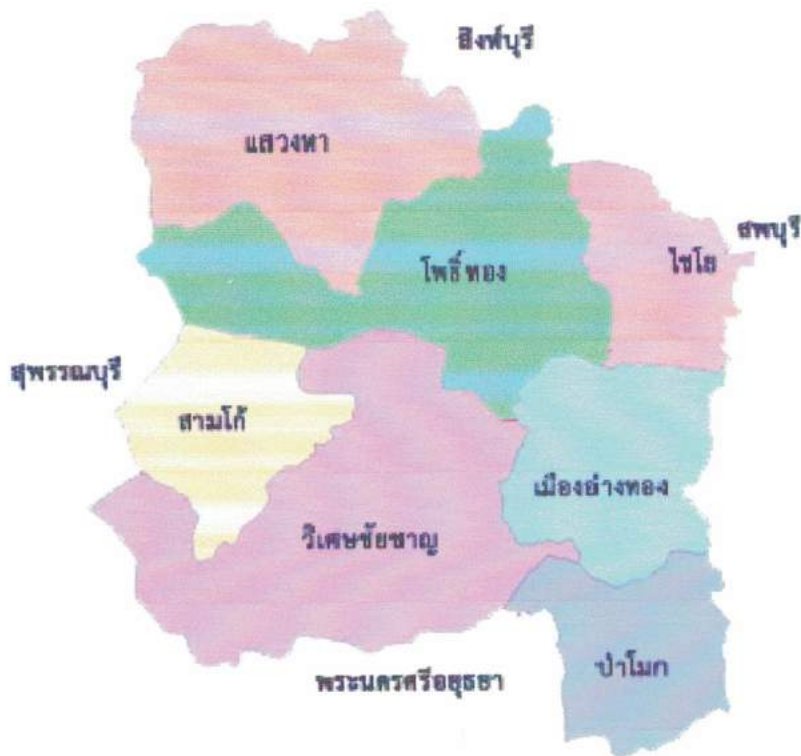 สิงห์บุรี
แสวงหา
ลพบุรี
ไชโย
โพธิ์ทอง
สุพรรณบุรี
สามโก้
เมืองอ่างทอง
วิเศษชัยชาญ
ป่าโมก
พระนครศรีอยุธยา